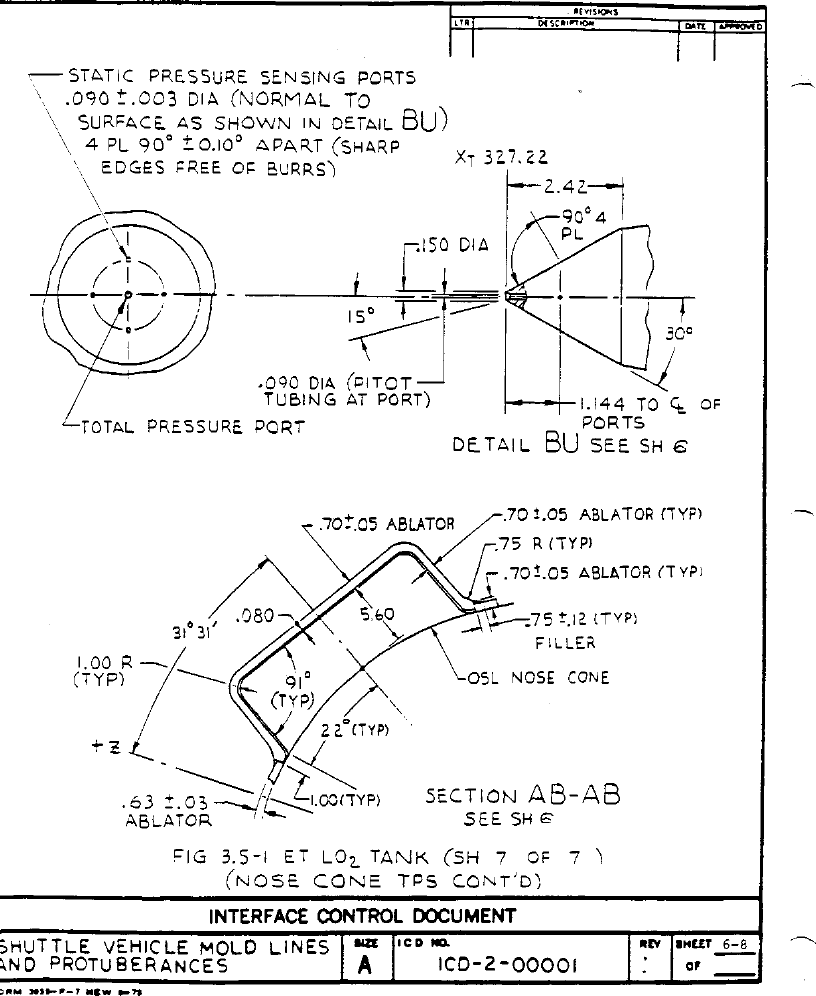 REVISIONS
LTR DESCRIPTION DATE APPROVED
STATIC PRESSURE SENSING PORTS
.090 ±.003 DIA (NORMAL TO
SURFACE AS SHOWN IN DETAIL BU)
4 PL 90° ±0.10° APART (SHARP
EDGES FREE OF BURRS)
XT 327.22
2.42
90° 4
PL
.150 DIA
15°
30°
.090 DIA (PITOT
TUBING AT PORT)
1.144 TO ℄ OF
PORTS
TOTAL PRESSURE PORT
DETAIL BU SEE SH 6
.70±.05 ABLATOR
.70±.05 ABLATOR (TYP)
.75 R (TYP)
.70±.05 ABLATOR (TYP)
.080
5.60
.75±.12 (TYP)
FILLER
31° 31'
1.00 R
(TYP)
91°
(TYP)
OSL NOSE CONE
22° (TYP)
+Z
.63 ±.03
ABLATOR
1.00(TYP)
SECTION AB-AB
SEE SH 6
FIG 3.5-1 ET LO2 TANK (SH 7 OF 7 )
(NOSE CONE TPS CONT'D)
INTERFACE CONTROL DOCUMENT
SHUTTLE VEHICLE MOLD LINES
AND PROTUBERANCES
SIZE
A
ICD NO.
ICD-2-00001
REV
SHEET 6-8
OF